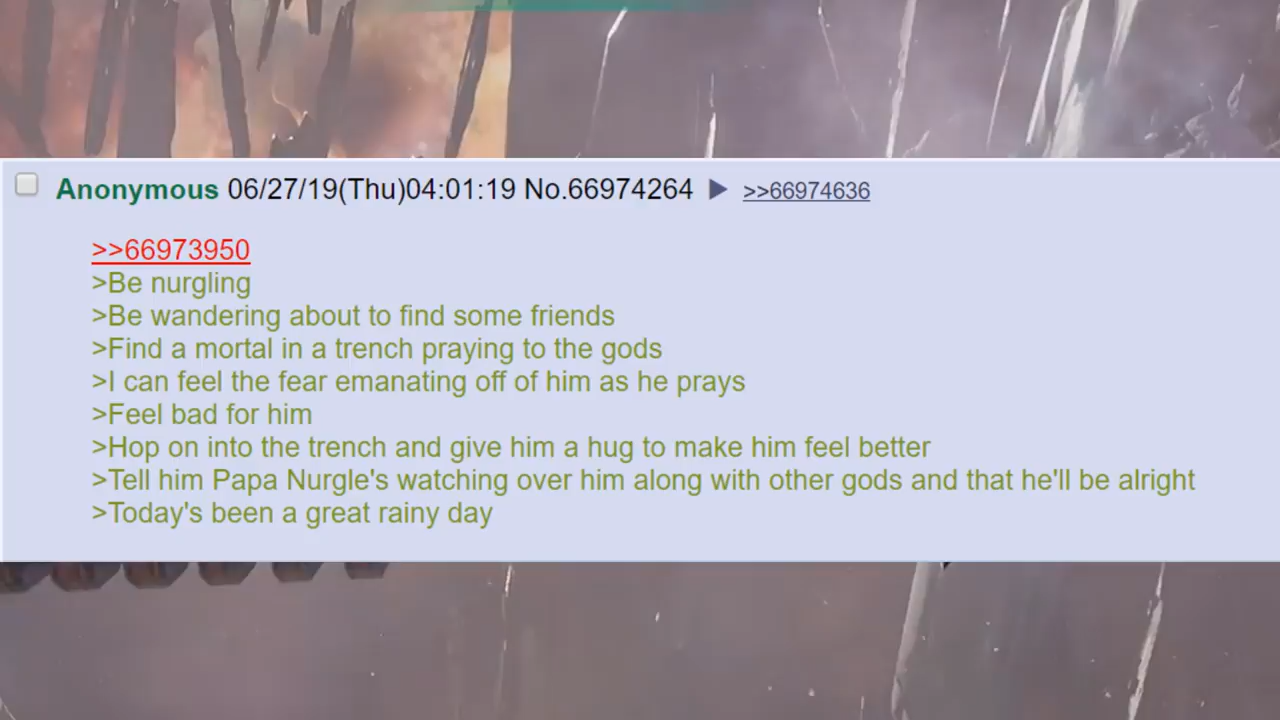 Anonymous 06/27/19(Thu)04:01:19 No.66974264 ▶ >>66974636
>>66973950
>Be nurgling
>Be wandering about to find some friends
>Find a mortal in a trench praying to the gods
>I can feel the fear emanating off of him as he prays
>Feel bad for him
>Hop on into the trench and give him a hug to make him feel better
>Tell him Papa Nurgle's watching over him along with other gods and that he'll be alright
>Today's been a great rainy day